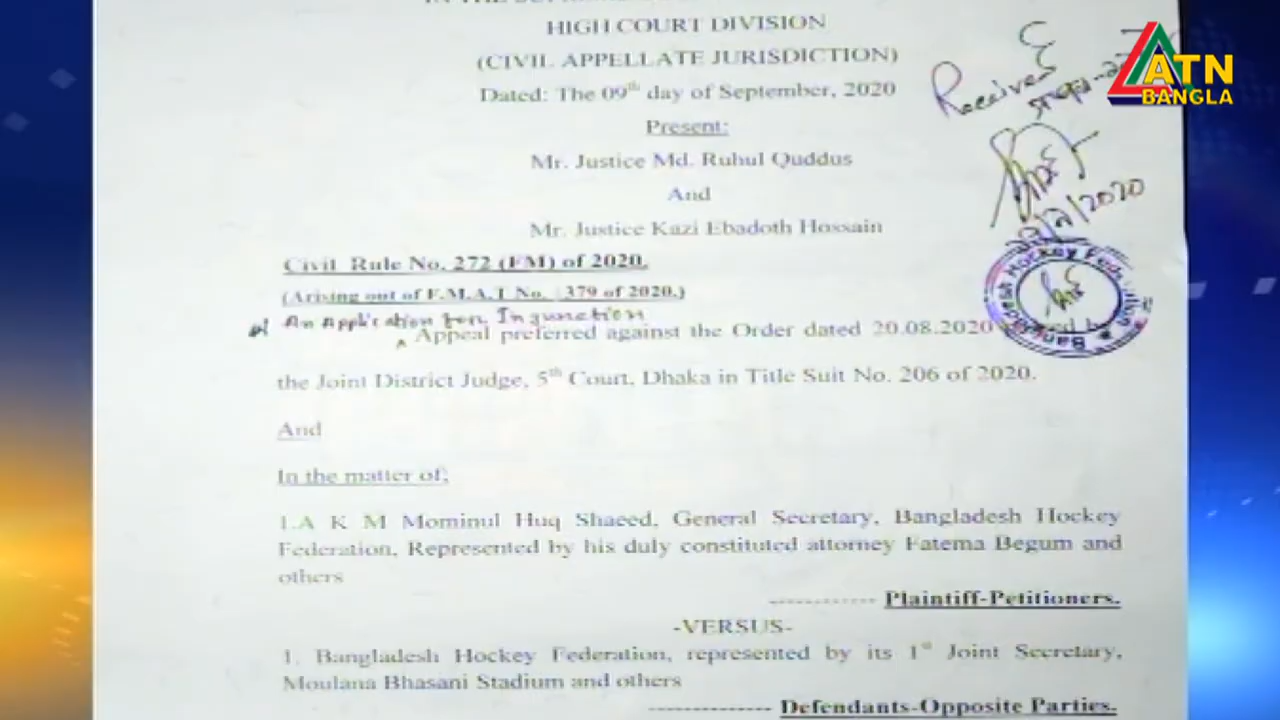 HIGH COURT DIVISION
(CIVIL APPELLATE JURISDICTION)
Dated: The 09th day of September, 2020
Present:
Mr. Justice Md. Ruhul Quddus
And
Mr. Justice Kazi Ebadoth Hossain
Civil Rule No. 272 (FM) of 2020.
(Arising out of F.M.A.T No. 379 of 2020.)
An Application for Injunction
Appeal preferred against the Order dated 20.08.2020
the Joint District Judge, 5th Court, Dhaka in Title Suit No. 206 of 2020.
And
In the matter of;
1.A K M Mominul Huq Shaeed, General Secretary, Bangladesh Hockey
Federation, Represented by his duly constituted attorney Fatema Begum and
others
------------ Plaintiff-Petitioners.
-VERSUS-
1. Bangladesh Hockey Federation, represented by its 1st Joint Secretary,
Moulana Bhasani Stadium and others
-------------- Defendants-Opposite Parties.
Received
Hockey
ATN
BANGLA